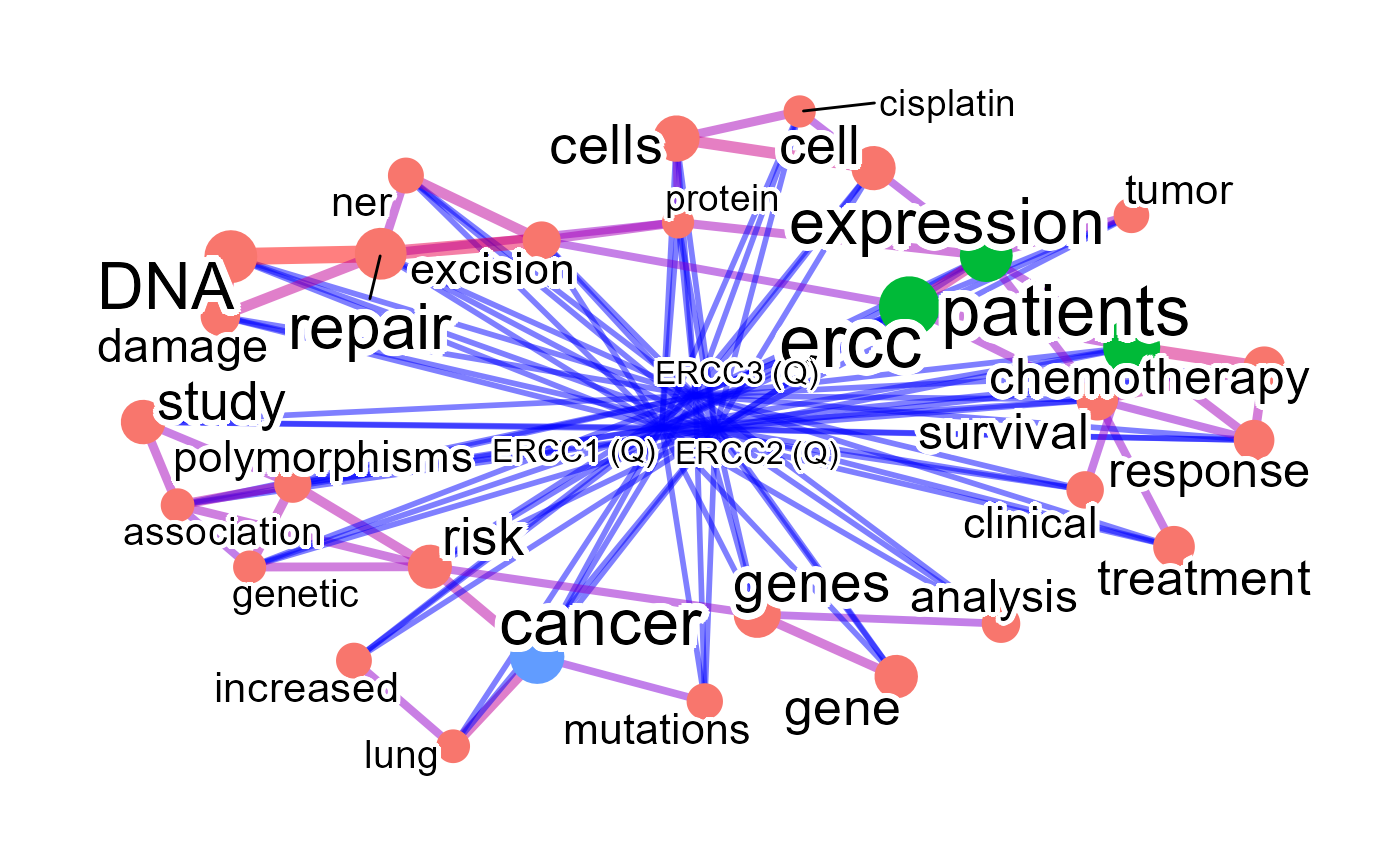 cisplatin
cells
cell
ner
protein
tumor
expression
DNA
excision
repair
ercc
patients
damage
ERCC3 (Q)
chemotherapy
study
survival
polymorphisms
ERCC1 (Q)
ERCC2 (Q)
response
association
risk
clinical
genetic
genes
analysis
treatment
cancer
increased
mutations
gene
lung